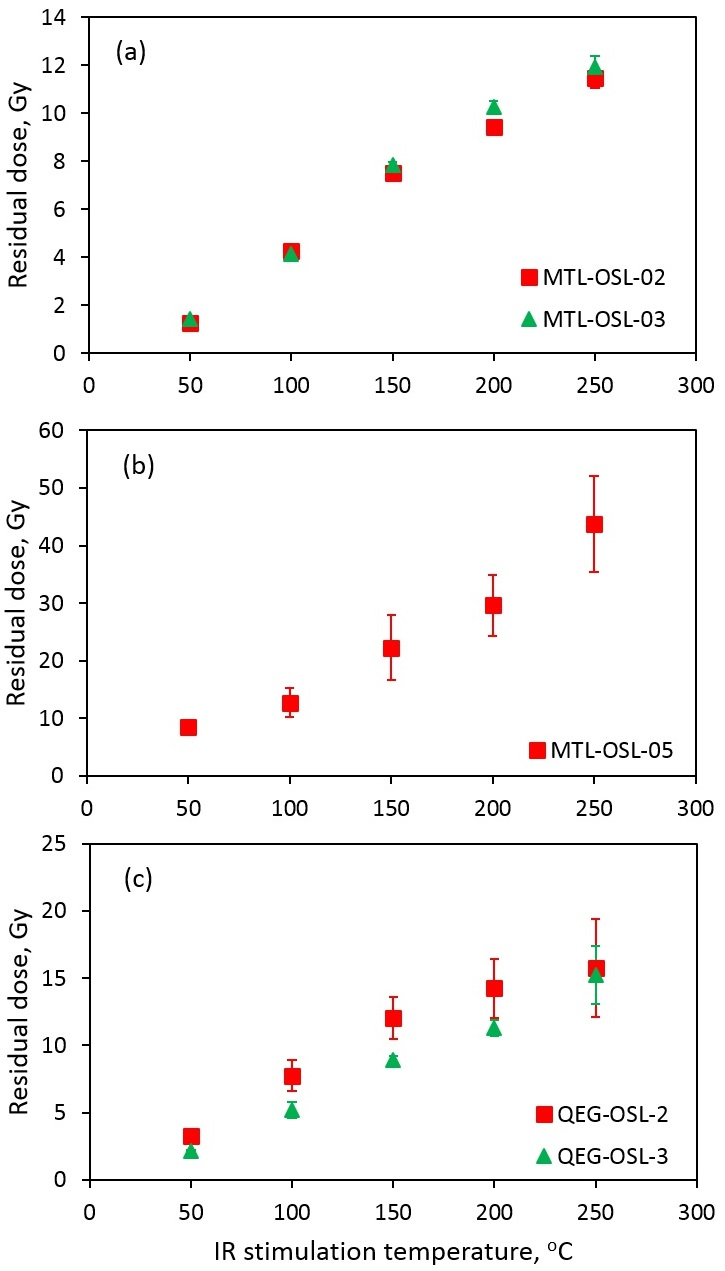 (a)
Residual dose, Gy
14
12
10
8
6
4
2
0
0 50 100 150 200 250 300
MTL-OSL-02
MTL-OSL-03
(b)
Residual dose, Gy
60
50
40
30
20
10
0
0 50 100 150 200 250 300
MTL-OSL-05
(c)
Residual dose, Gy
25
20
15
10
5
0
0 50 100 150 200 250 300
QEG-OSL-2
QEG-OSL-3
IR stimulation temperature, ºC